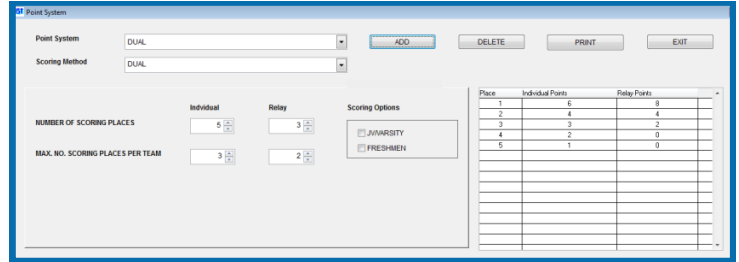 IST Point System
Point System DUAL ADD DELETE PRINT EXIT
Scoring Method DUAL
Place Individual Points Relay Points
1 6 8
2 4 4
3 3 2
4 2 0
5 1 0
Indvidual Relay Scoring Options
NUMBER OF SCORING PLACES 5 3
JV/VARSITY
FRESHMEN
MAX. NO. SCORING PLACES PER TEAM 3 2